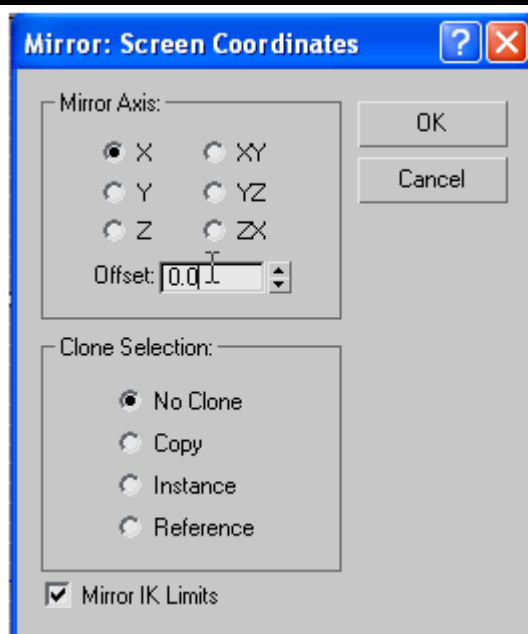 Mirror: Screen Coordinates ?
Mirror Axis:
OK
X XY
Cancel
Y YZ
Z ZX
Offset: 0.0
Clone Selection:
No Clone
Copy
Instance
Reference
Mirror IK Limits